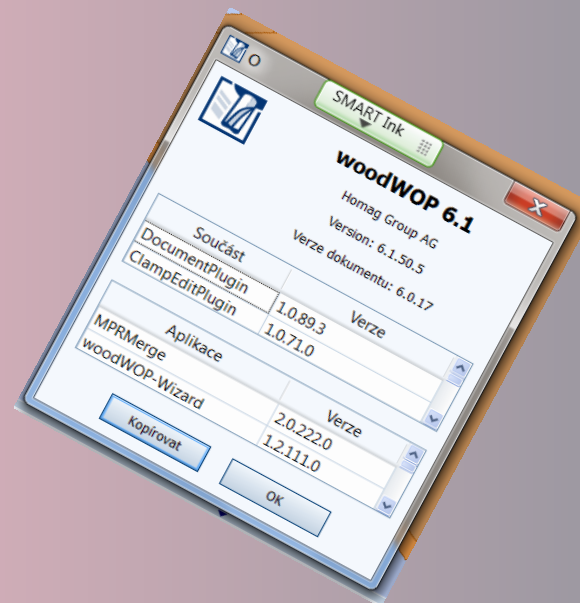 O
SMART Ink
woodWOP 6.1
Homag Group AG
Version: 6.1.50.5
Verze dokumentu: 6.0.17
Součást Verze
DocumentPlugin 1.0.89.3
ClampEditPlugin 1.0.71.0
Aplikace Verze
MPRMerge 2.0.222.0
woodWOP-Wizard 1.2.111.0
Kopírovat OK